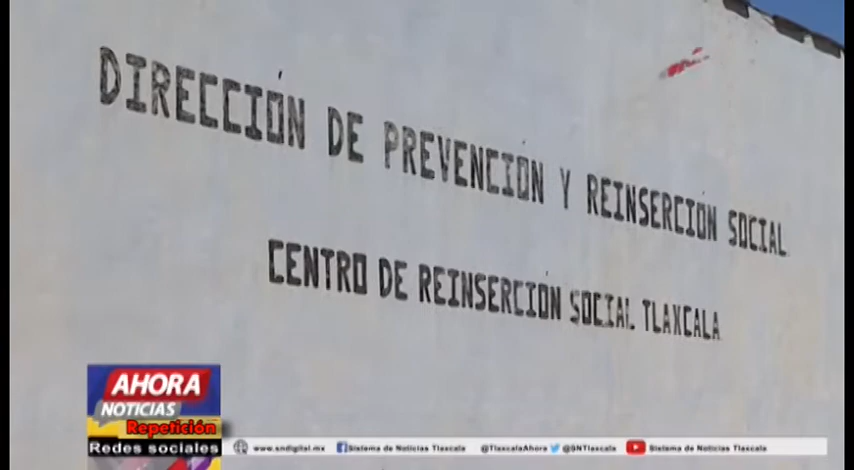 DIRECCIÓN DE PREVENCIÓN Y REINSERCIÓN SOCIAL
CENTRO DE REINSERCIÓN SOCIAL TLAXCALA
AHORA
NOTICIAS
Repetición
Redes sociales
www.sndigital.mx Sistema de Noticias Tlaxcala @TlaxcalaAhora @SNTlaxcala Sistema de Noticias Tlaxcala